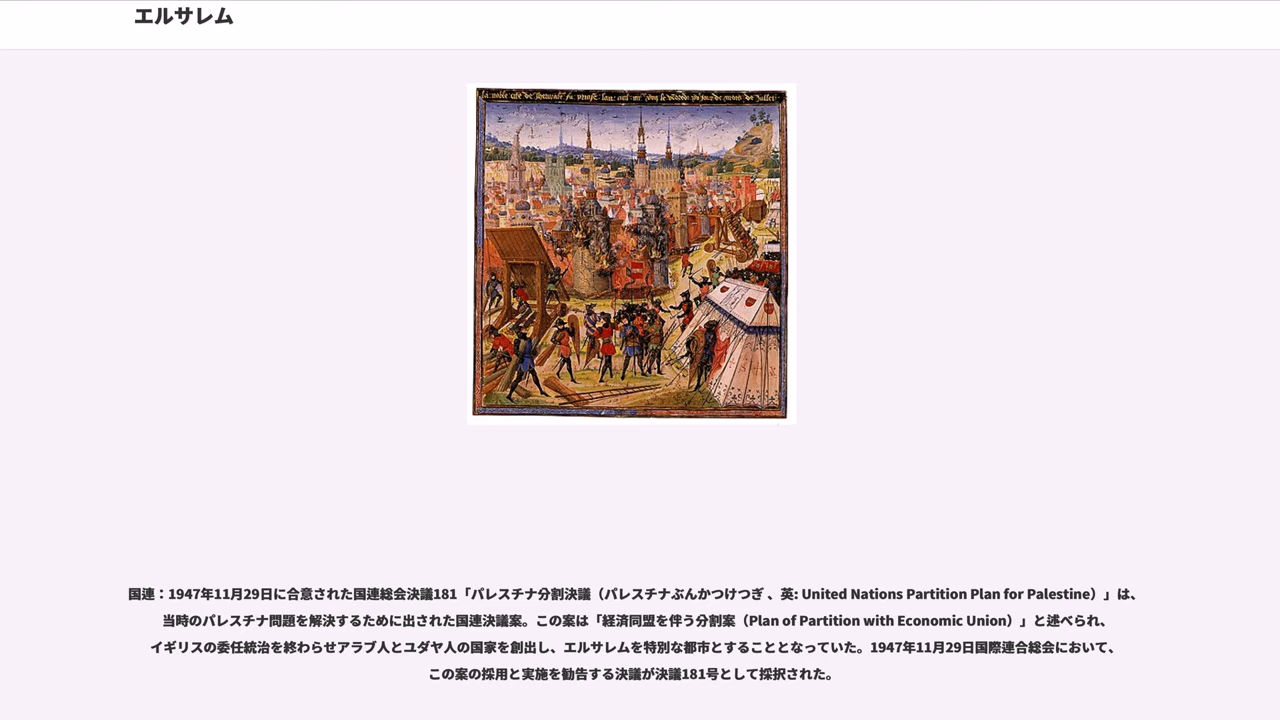 エルサレム
国連：1947年11月29日に合意された国連総会決議181「パレスチナ分割決議（パレスチナぶんかつけつぎ 、英: United Nations Partition Plan for Palestine）」は、
当時のパレスチナ問題を解決するために出された国連決議案。この案は「経済同盟を伴う分割案（Plan of Partition with Economic Union）」と述べられ、
イギリスの委任統治を終わらせアラブ人とユダヤ人の国家を創出し、エルサレムを特別な都市とすることとなっていた。1947年11月29日国際連合総会において、
この案の採用と実施を勧告する決議が決議181号として採択された。